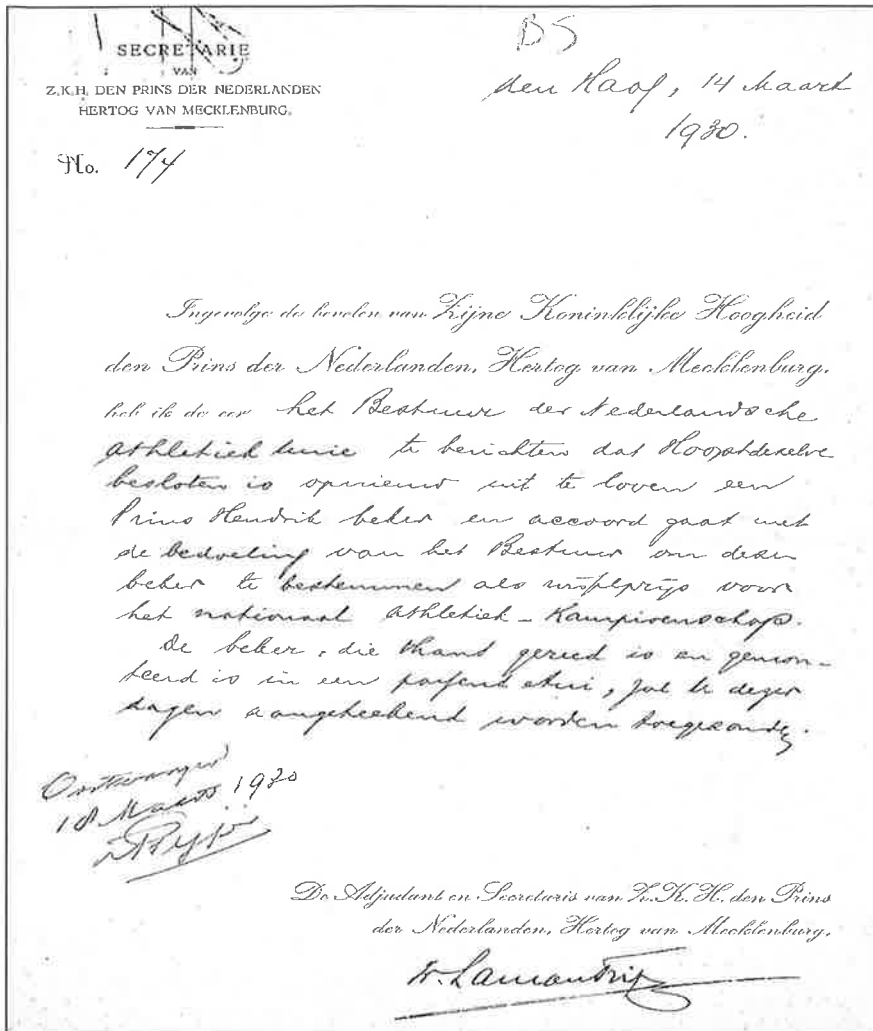 SECRETARIE
VAN
Z.K.H. DEN PRINS DER NEDERLANDEN
HERTOG VAN MECKLENBURG.
No. 174
B5
den Haag, 14 Maart
1930.
Ingevolge de bevelen van Zijne Koninklijke Hoogheid
den Prins der Nederlanden, Hertog van Mecklenburg.
heb ik de eer het Bestuur der Nederlandsche
Athletiek Unie te berichten dat Hoogstdezelve
besloten is opnieuw uit te loven een
Prins Hendrik beker en accoord gaat met
de bedoeling van het Bestuur om dezen
beker te bestemmen als wisselprijs voor
het nationaal Athletiek-Kampioenschap.
De beker, die thans gereed is en gemon-
teerd is in een passend etui, zal te dezer
dagen aangeteekend worden toegezonden.
Ontvangen
18 Maart 1930
De Adjudant en Secretaris van Z.K.H. den Prins
der Nederlanden, Hertog van Mecklenburg.